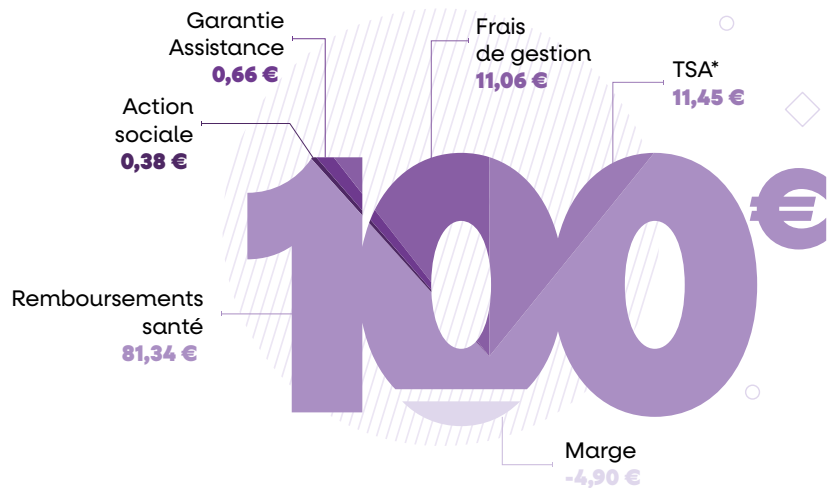 Garantie
Assistance
0,66 €
Frais
de gestion
11,06 €
TSA*
11,45 €
Action
sociale
0,38 €
100€
Remboursements
santé
81,34 €
Marge
-4,90 €